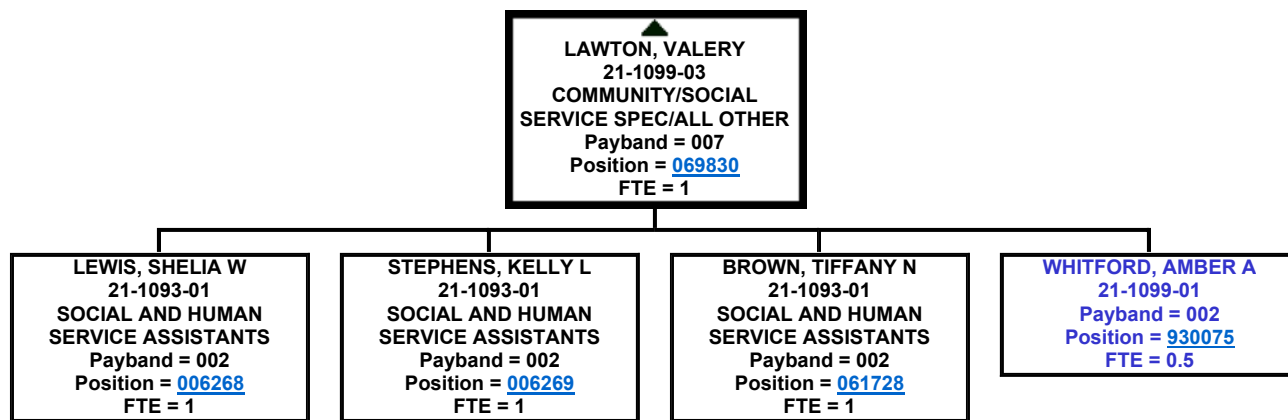 LAWTON, VALERY
21-1099-03
COMMUNITY/SOCIAL
SERVICE SPEC/ALL OTHER
Payband = 007
Position = 069830
FTE = 1
LEWIS, SHELIA W
21-1093-01
SOCIAL AND HUMAN
SERVICE ASSISTANTS
Payband = 002
Position = 006268
FTE = 1
STEPHENS, KELLY L
21-1093-01
SOCIAL AND HUMAN
SERVICE ASSISTANTS
Payband = 002
Position = 006269
FTE = 1
BROWN, TIFFANY N
21-1093-01
SOCIAL AND HUMAN
SERVICE ASSISTANTS
Payband = 002
Position = 061728
FTE = 1
WHITFORD, AMBER A
21-1099-01
Payband = 002
Position = 930075
FTE = 0.5